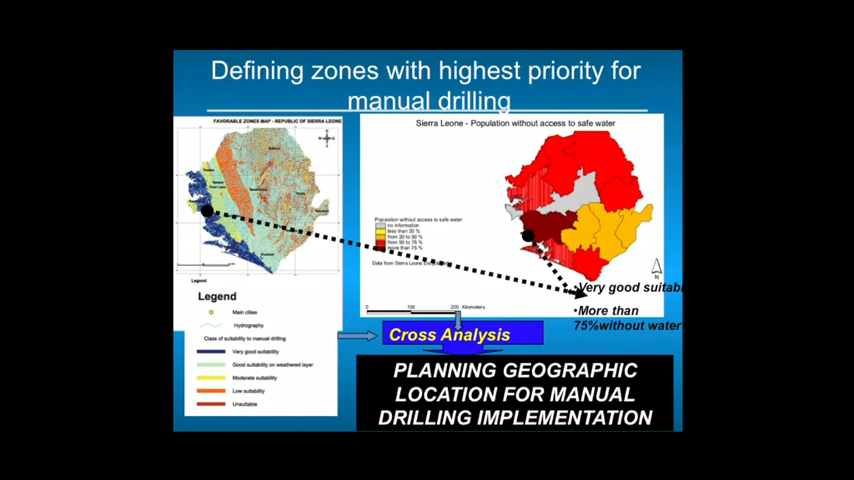 Defining zones with highest priority for
manual drilling
FAVORABLE ZONES MAP - REPUBLIC OF SIERRA LEONE
Sierra Leone - Population without access to safe water
Population without access to safe water
no information
less than 20 %
from 20 to 50 %
from 50 to 75 %
more than 75 %
Data from Sierra Leone
0 100 200 Kilometers
Legend
Legend
Main cities
Hydrography
Class of suitability to manual drilling
Very good suitability
Good suitability on weathered layer
Moderate suitability
Low suitability
Unsuitable
•Very good suitabi
•More than
75%without water
Cross Analysis
PLANNING GEOGRAPHIC
LOCATION FOR MANUAL
DRILLING IMPLEMENTATION